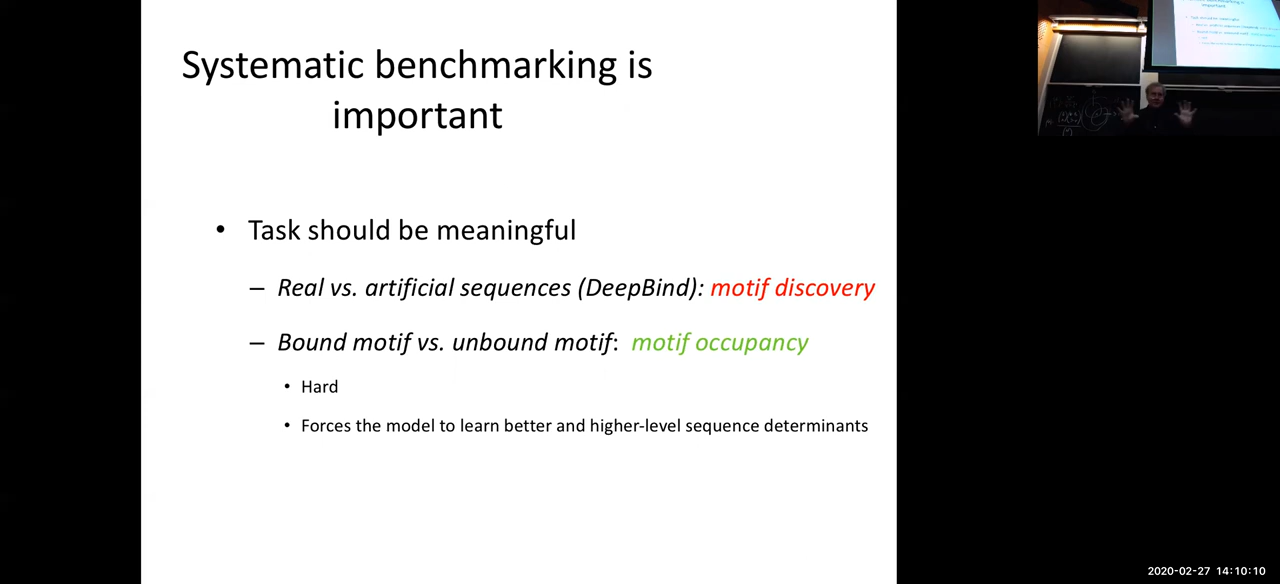 Systematic benchmarking is
important
• Task should be meaningful
– Real vs. artificial sequences (DeepBind): motif discovery
– Bound motif vs. unbound motif: motif occupancy
• Hard
• Forces the model to learn better and higher-level sequence determinants
important
2020-02-27 14:10:10